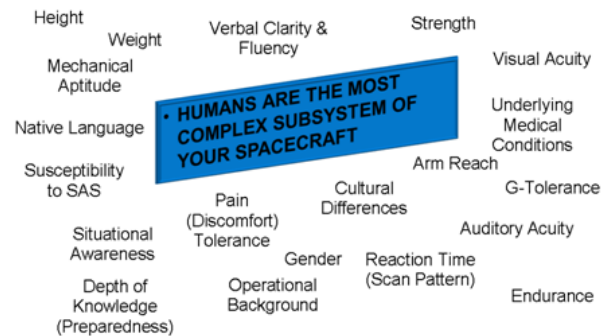 Height
Weight
Verbal Clarity &
Fluency
Strength
Mechanical
Aptitude
Visual Acuity
• HUMANS ARE THE MOST
COMPLEX SUBSYSTEM OF
YOUR SPACECRAFT
Native Language
Underlying
Medical
Conditions
Susceptibility
to SAS
Arm Reach
G-Tolerance
Pain
(Discomfort)
Tolerance
Cultural
Differences
Situational
Awareness
Auditory Acuity
Gender
Reaction Time
(Scan Pattern)
Depth of
Knowledge
(Preparedness)
Operational
Background
Endurance